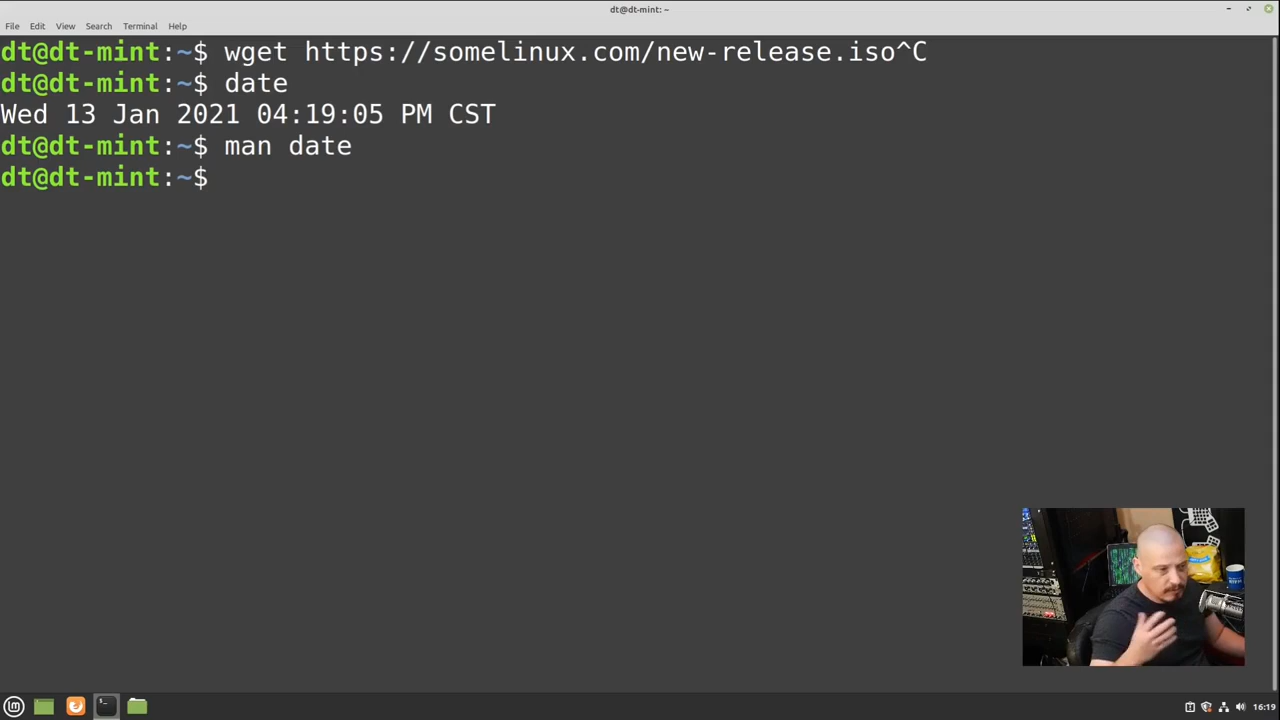 dt@dt-mint: ~
File Edit View Search Terminal Help
dt@dt-mint:~$ wget https://somelinux.com/new-release.iso^C
dt@dt-mint:~$ date
Wed 13 Jan 2021 04:19:05 PM CST
dt@dt-mint:~$ man date
dt@dt-mint:~$
16:19